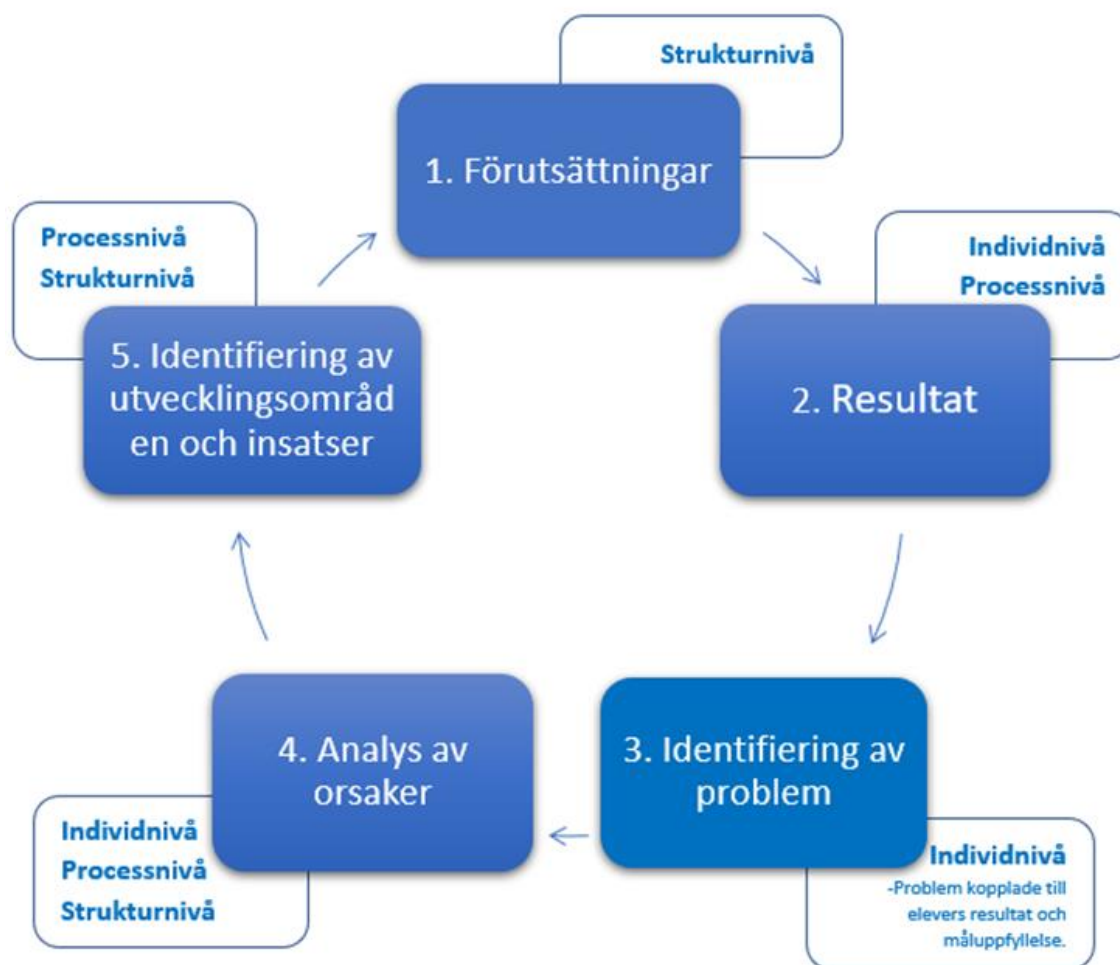 Strukturnivå
1. Förutsättningar
Individnivå
Processnivå
2. Resultat
3. Identifiering av
problem
Individnivå
-Problem kopplade till
elevers resultat och
måluppfyllelse.
4. Analys av
orsaker
Individnivå
Processnivå
Strukturnivå
Processnivå
Strukturnivå
5. Identifiering av
utvecklingsområd
en och insatser